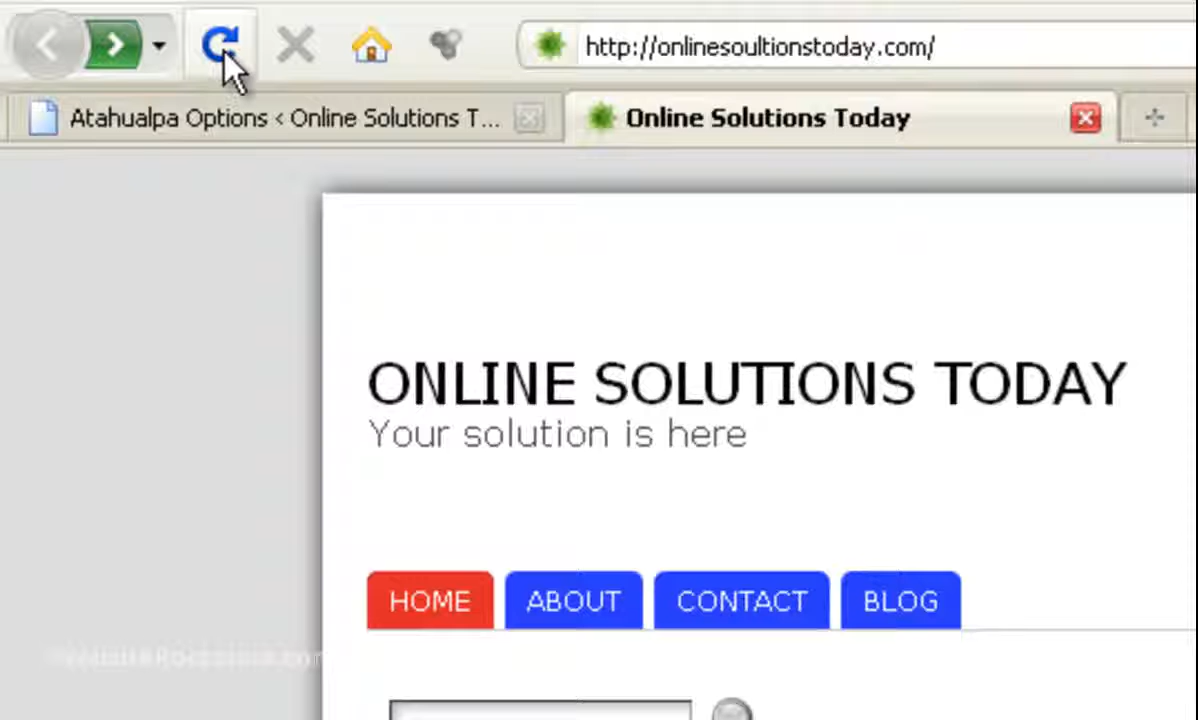 http://onlinesoultionstoday.com/
Atahualpa Options < Online Solutions T...
Online Solutions Today
ONLINE SOLUTIONS TODAY
Your solution is here
HOME
ABOUT
CONTACT
BLOG